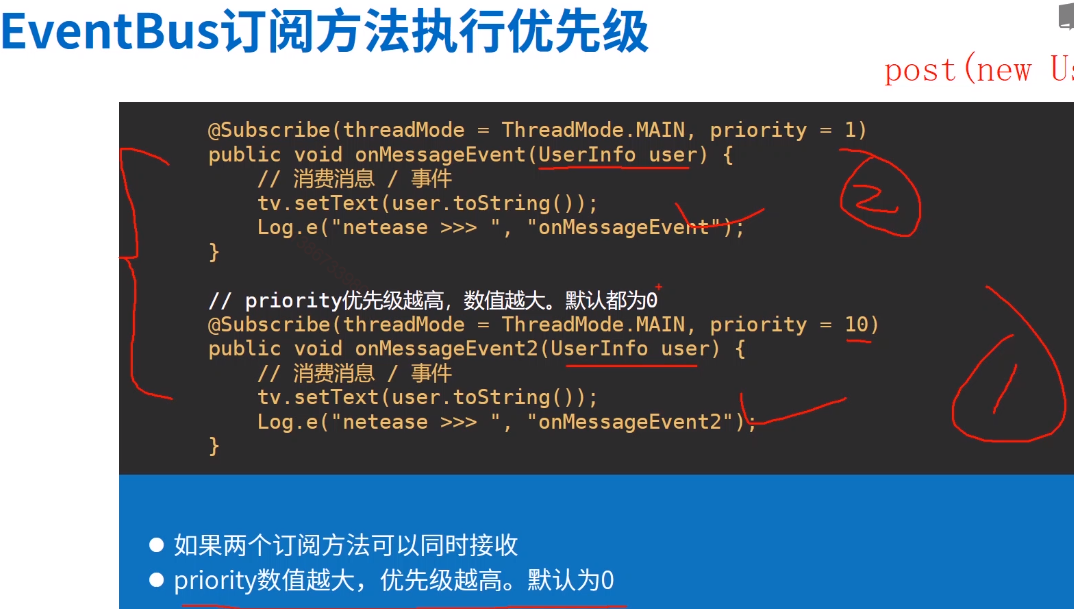 EventBus订阅方法执行优先级
post(new Us
@Subscribe(threadMode = ThreadMode.MAIN, priority = 1)
public void onMessageEvent(UserInfo user) {
// 消费消息 / 事件
tv.setText(user.toString());
Log.e("netease >>> ", "onMessageEvent");
}
②
// priority优先级越高，数值越大。默认都为0
@Subscribe(threadMode = ThreadMode.MAIN, priority = 10)
public void onMessageEvent2(UserInfo user) {
// 消费消息 / 事件
tv.setText(user.toString());
Log.e("netease >>> ", "onMessageEvent2");
}
①
● 如果两个订阅方法可以同时接收
● priority数值越大，优先级越高。默认为0